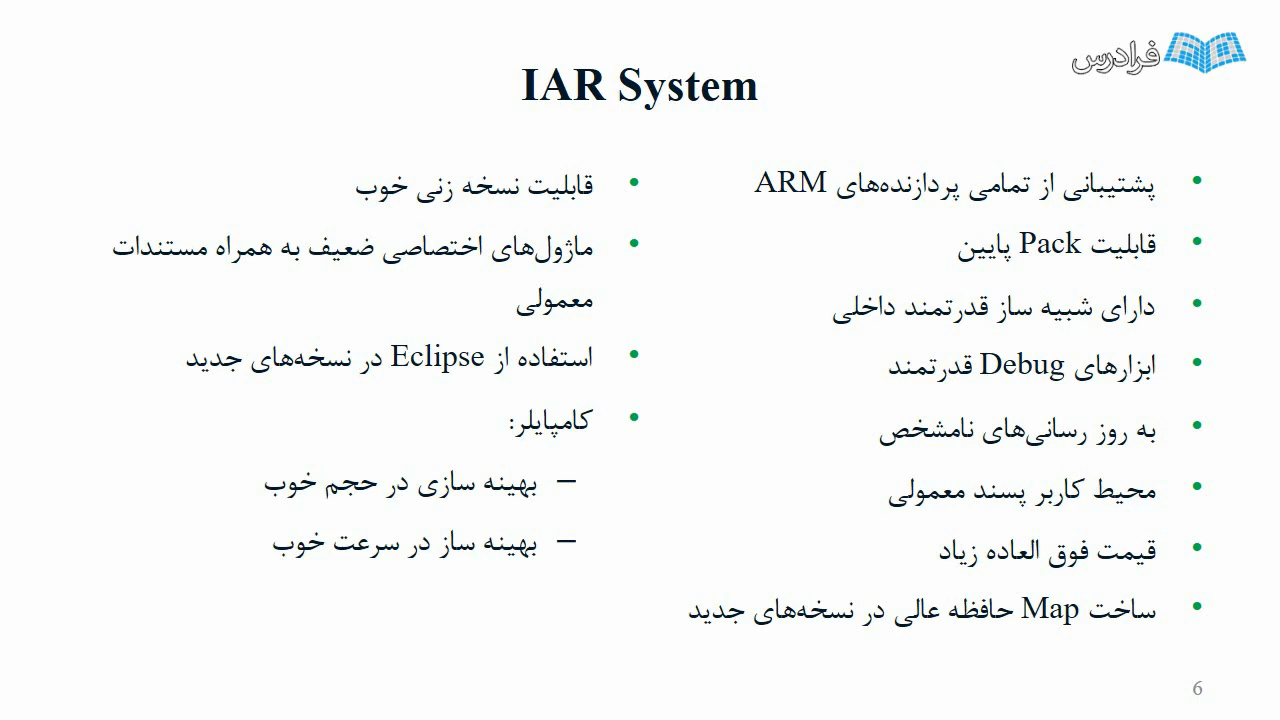 فرادرس
IAR System
• پشتیبانی از تمامی پردازنده‌های ARM
• قابلیت Pack پایین
• دارای شبیه ساز قدرتمند داخلی
• ابزارهای Debug قدرتمند
• به روز رسانی‌های نامشخص
• محیط کاربر پسند معمولی
• قیمت فوق العاده زیاد
• ساخت Map حافظه عالی در نسخه‌های جدید
• قابلیت نسخه زنی خوب
• ماژول‌های اختصاصی ضعیف به همراه مستندات
معمولی
• استفاده از Eclipse در نسخه‌های جدید
• کامپایلر:
– بهینه سازی در حجم خوب
– بهینه ساز در سرعت خوب
6